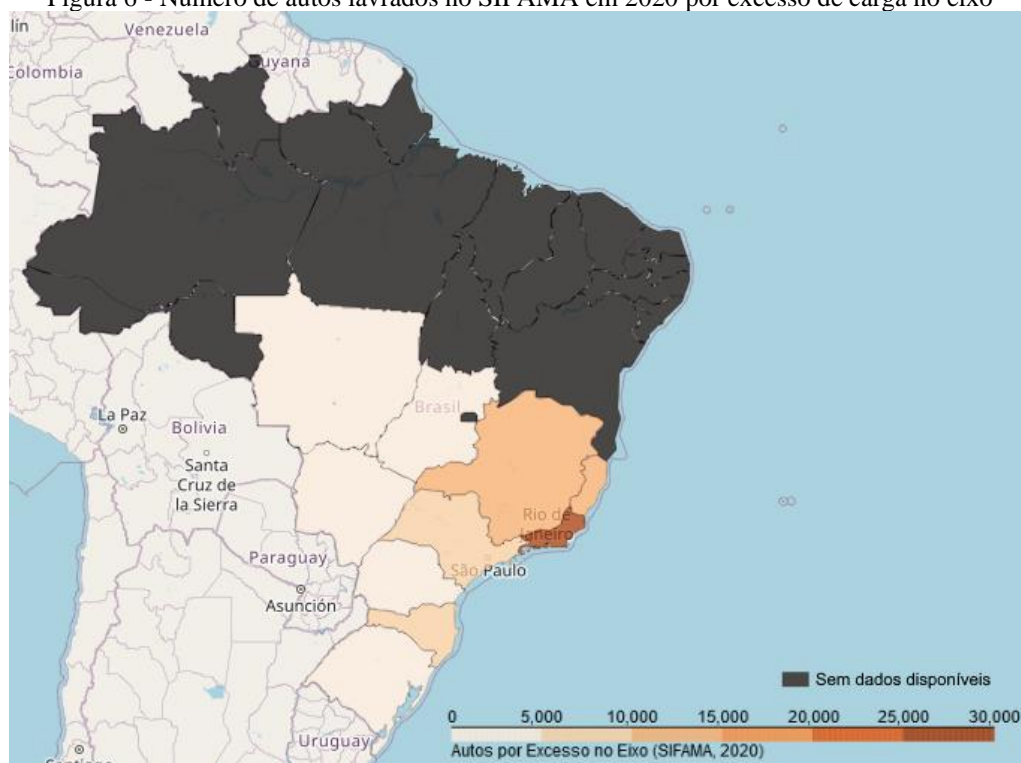 Figura 6 - Número de autos lavrados no SIFAMA em 2020 por excesso de carga no eixo
lín
Venezuela
Guyana
Colombia
Brasil
La Paz
Bolivia
Santa
Cruz de
la Sierra
Rio de
Janeiro
Paraguay
São Paulo
Asunción
Sem dados disponíveis
0 5,000 10,000 15,000 20,000 25,000 30,000
Uruguay
Autos por Excesso no Eixo (SIFAMA, 2020)